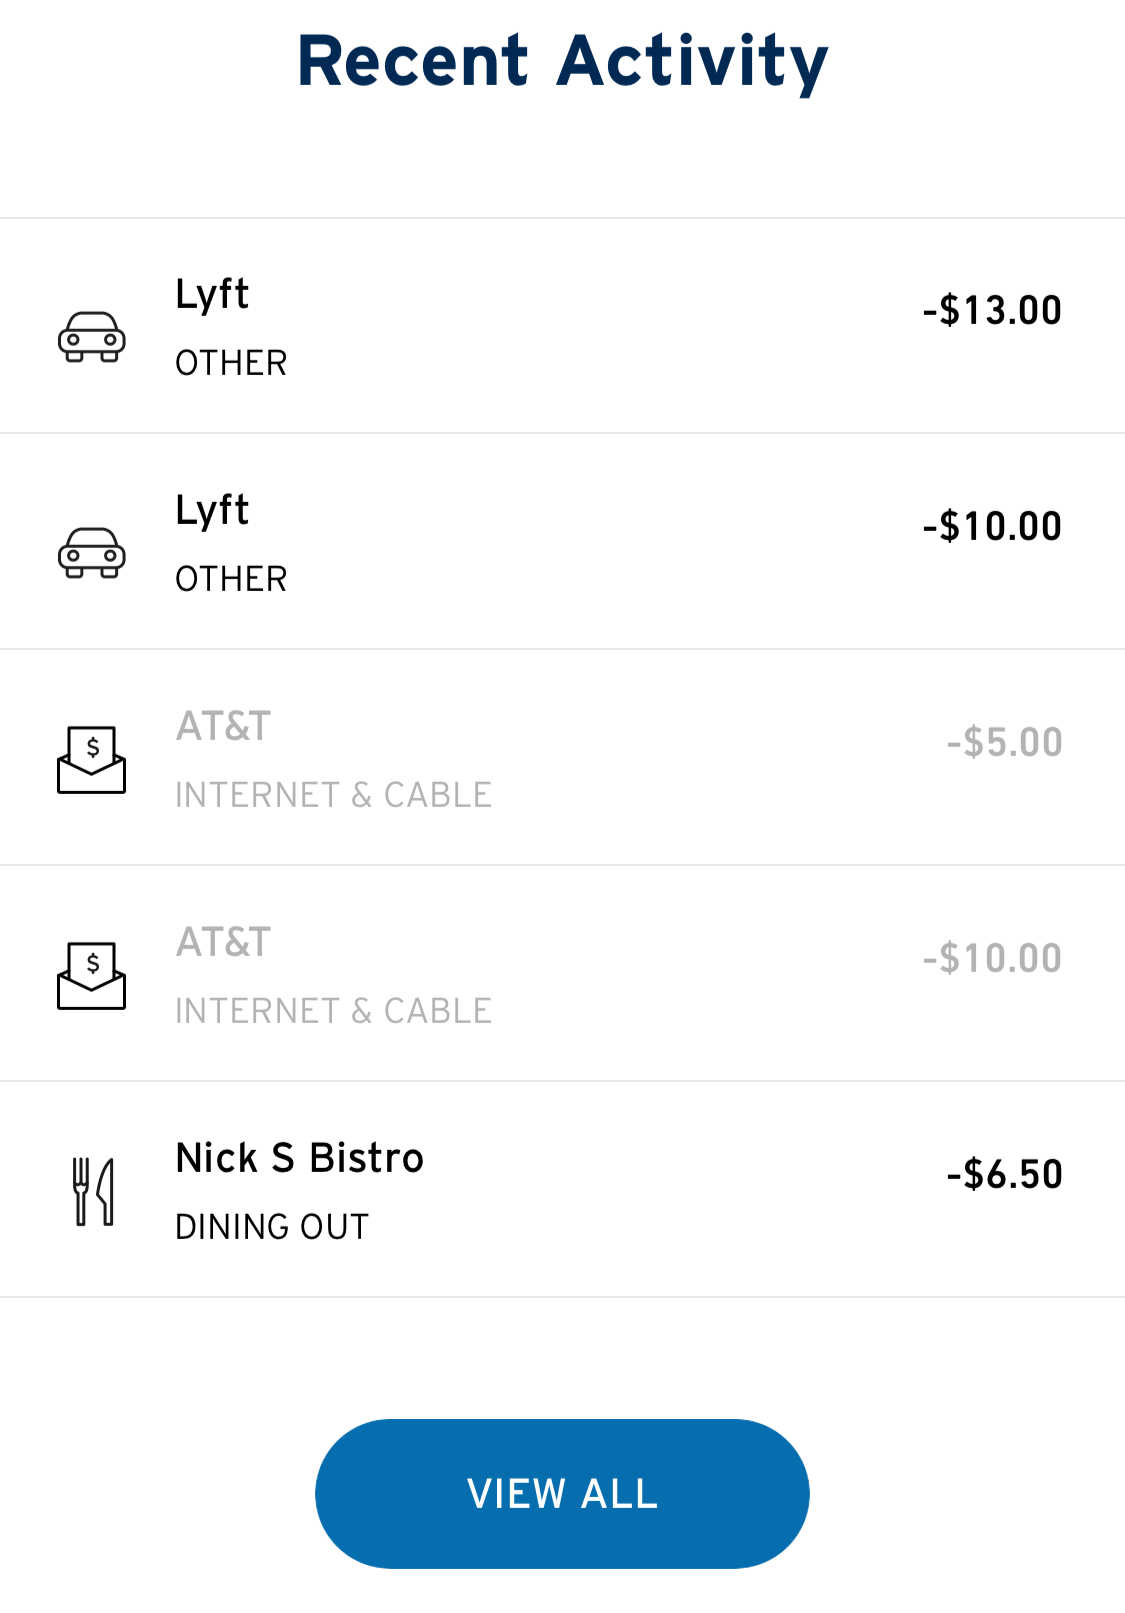 Recent Activity
Lyft
-$13.00
OTHER
Lyft
-$10.00
OTHER
$
AT&T
-$5.00
INTERNET & CABLE
$
AT&T
-$10.00
INTERNET & CABLE
Nick S Bistro
-$6.50
DINING OUT
VIEW ALL